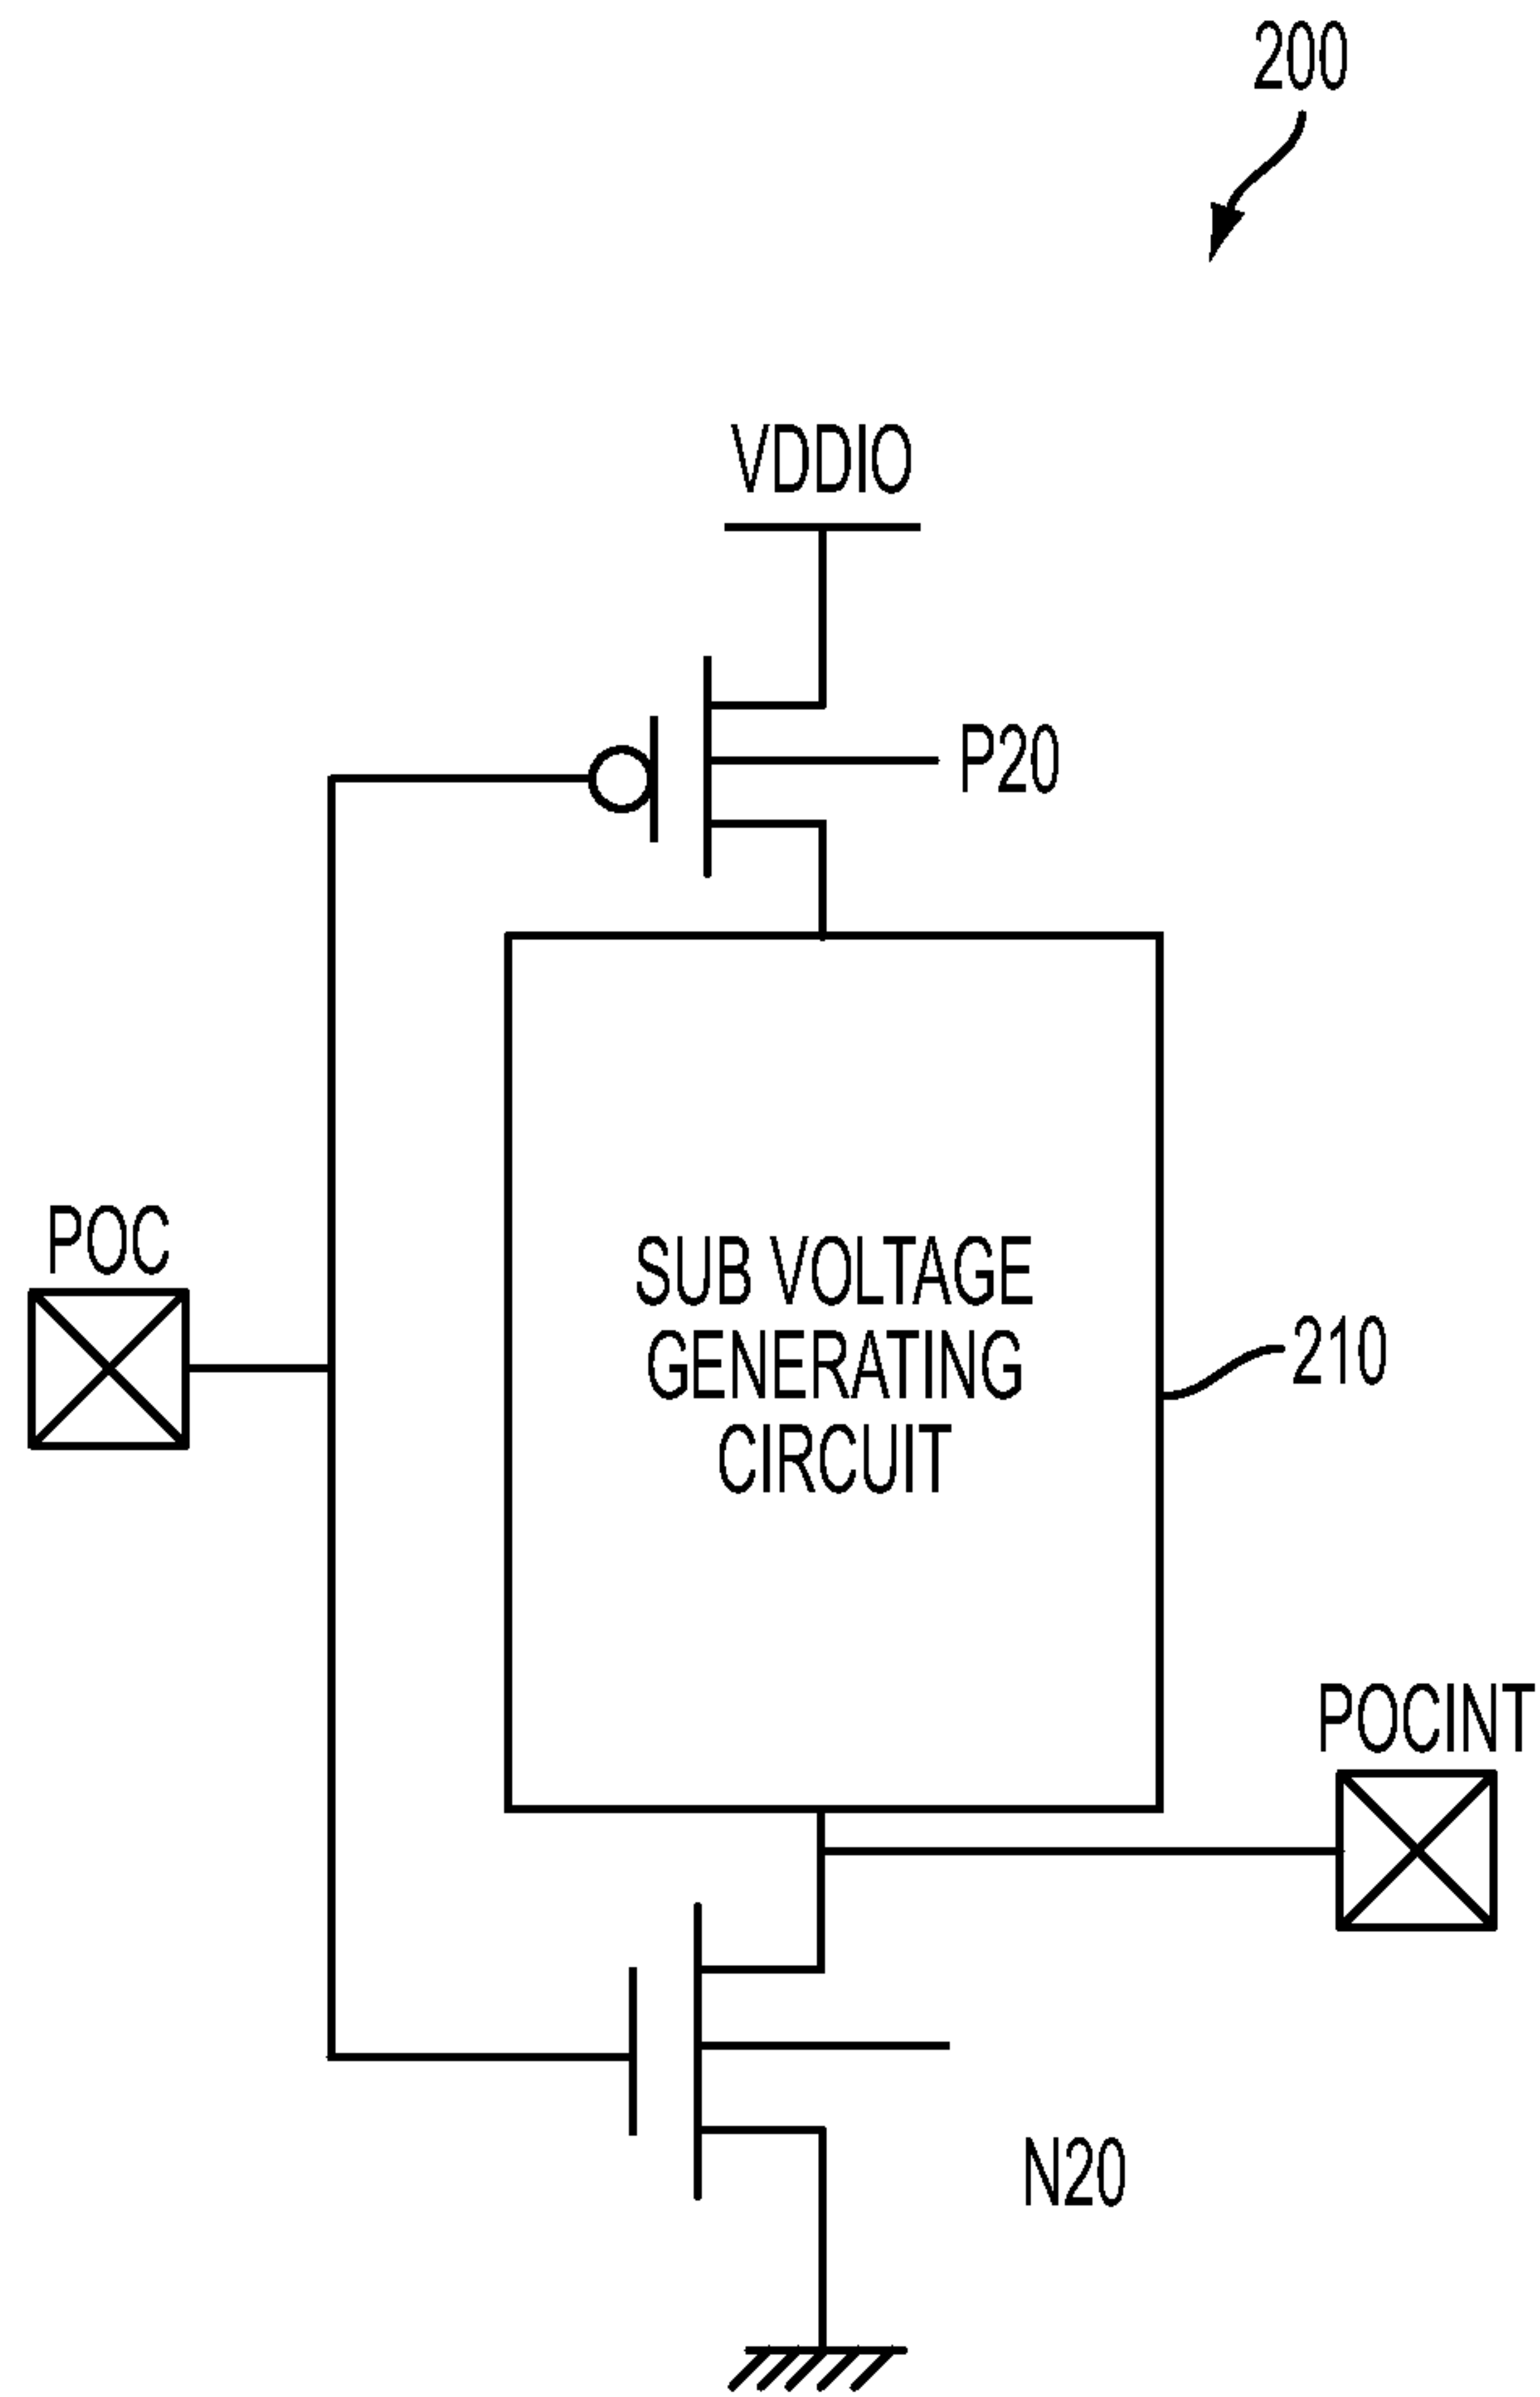 200
VDDIO
P20
POC
SUB VOLTAGE
GENERATING
CIRCUIT
210
POCINT
N20